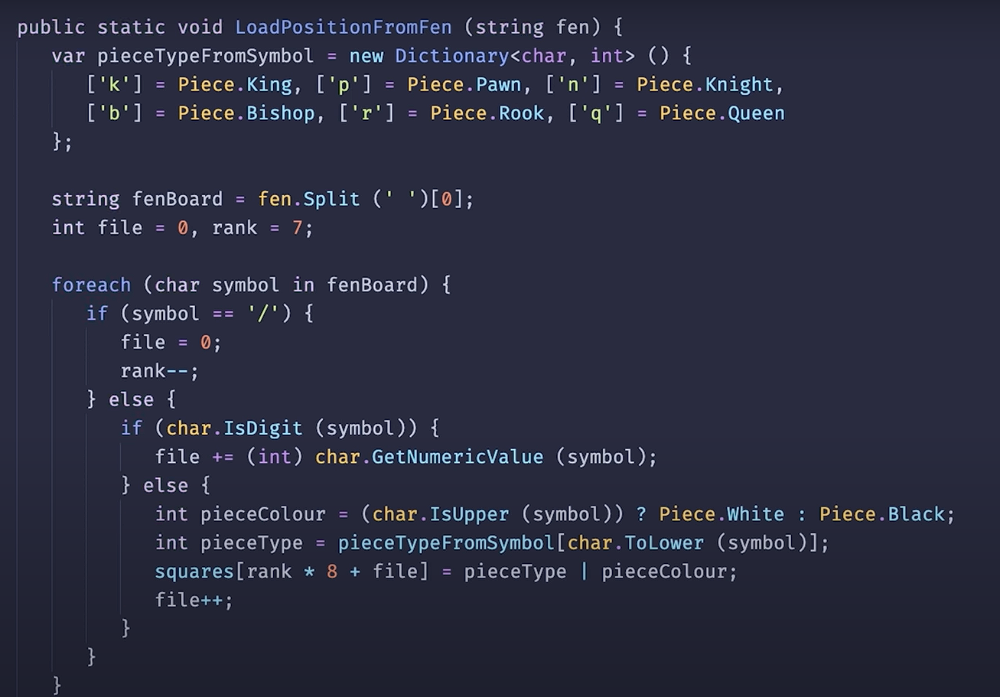 public static void LoadPositionFromFen (string fen) {
var pieceTypeFromSymbol = new Dictionary<char, int> () {
['k'] = Piece.King, ['p'] = Piece.Pawn, ['n'] = Piece.Knight,
['b'] = Piece.Bishop, ['r'] = Piece.Rook, ['q'] = Piece.Queen
};
string fenBoard = fen.Split (' ')[0];
int file = 0, rank = 7;
foreach (char symbol in fenBoard) {
if (symbol == '/') {
file = 0;
rank--;
} else {
if (char.IsDigit (symbol)) {
file += (int) char.GetNumericValue (symbol);
} else {
int pieceColour = (char.IsUpper (symbol)) ? Piece.White : Piece.Black;
int pieceType = pieceTypeFromSymbol[char.ToLower (symbol)];
squares[rank * 8 + file] = pieceType | pieceColour;
file++;
}
}
}